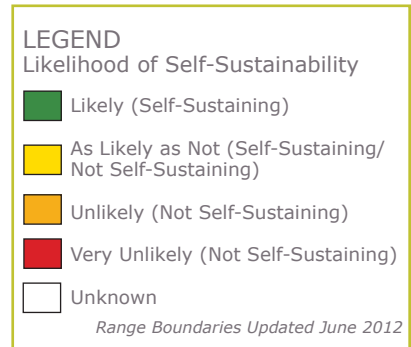 LEGEND
Likelihood of Self-Sustainability
Likely (Self-Sustaining)
As Likely as Not (Self-Sustaining/
Not Self-Sustaining)
Unlikely (Not Self-Sustaining)
Very Unlikely (Not Self-Sustaining)
Unknown
Range Boundaries Updated June 2012